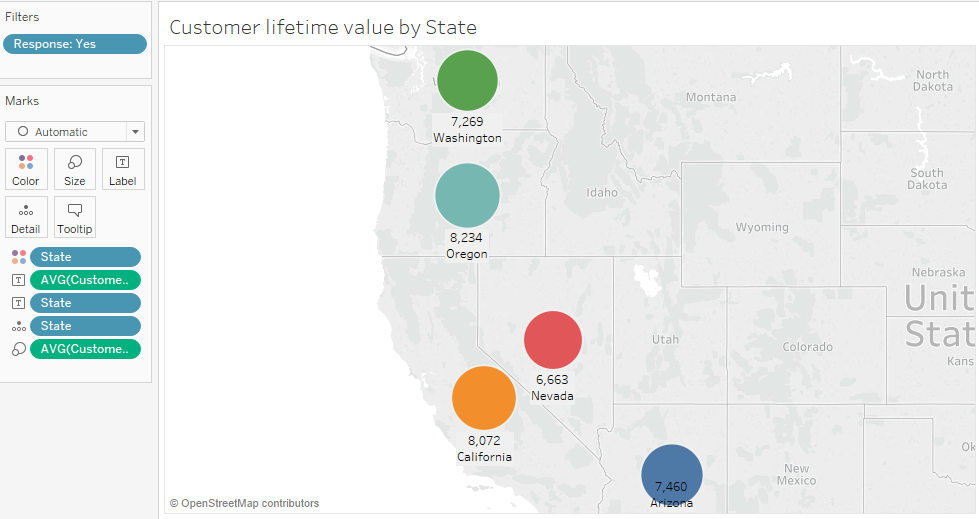 Filters
Response: Yes
Marks
Automatic
Color
Size
Label
Detail
Tooltip
State
AVG(Custome..
State
State
AVG(Custome..
Customer lifetime value by State
North
Dakota
Montana
7,269
Washington
South
Dakota
Idaho
8,234
Oregon
Wyoming
Nebraska
Unit
Stat
Utah
Colorado
Kans
6,663
Nevada
8,072
California
Ok
New
Mexico
7,460
Arizona
© OpenStreetMap contributors